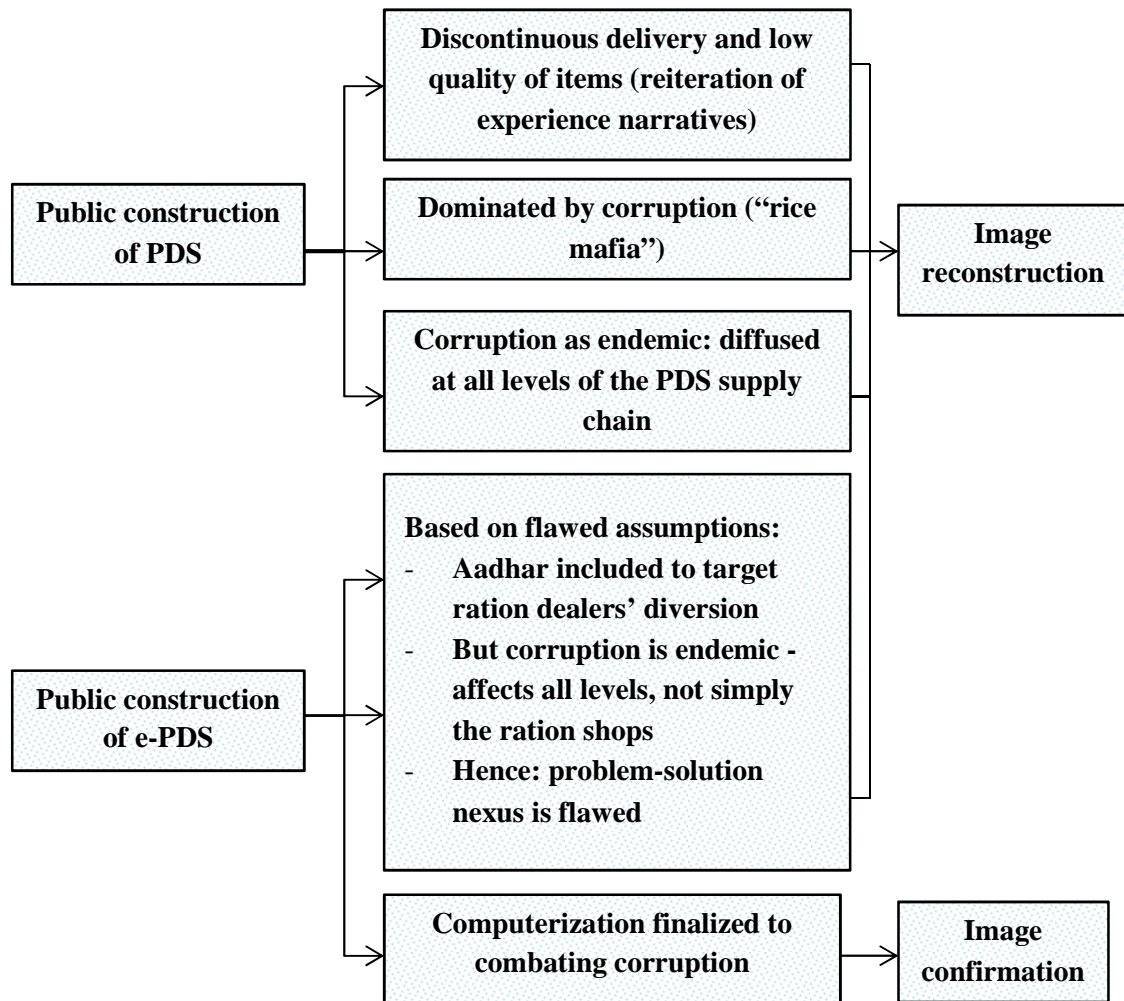 Discontinuous delivery and low
quality of items (reiteration of
experience narratives)
Public construction
of PDS
Dominated by corruption (“rice
mafia”)
Image
reconstruction
Corruption as endemic: diffused
at all levels of the PDS supply
chain
Based on flawed assumptions:
- Aadhar included to target
ration dealers’ diversion
- But corruption is endemic -
affects all levels, not simply
the ration shops
- Hence: problem-solution
nexus is flawed
Public construction
of e-PDS
Computerization finalized to
combating corruption
Image
confirmation